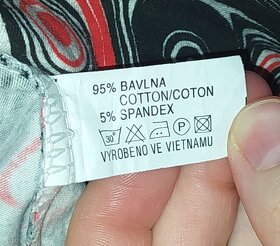 95% BAVLNA
COTTON/COTON
5% SPANDEX
30°
P
VYROBENO VE VIETNAMU